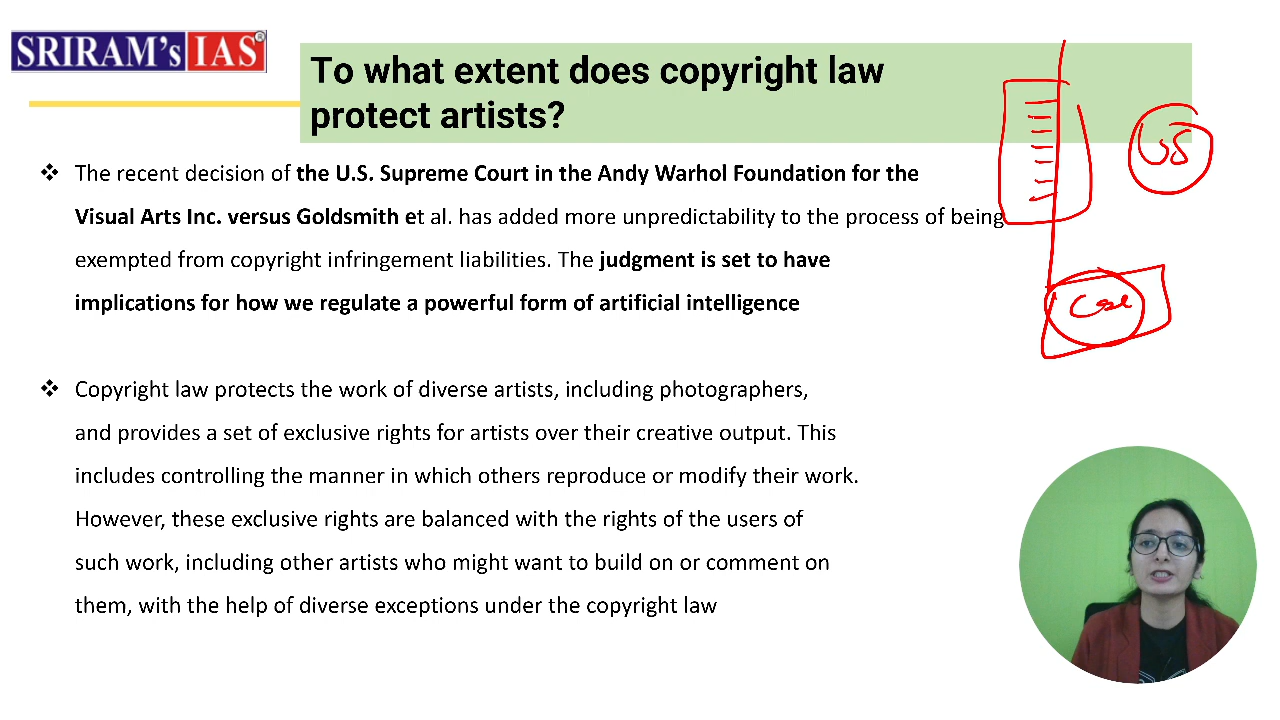 SRIRAM's IAS®
To what extent does copyright law
protect artists?
❖ The recent decision of the U.S. Supreme Court in the Andy Warhol Foundation for the
Visual Arts Inc. versus Goldsmith et al. has added more unpredictability to the process of being
exempted from copyright infringement liabilities. The judgment is set to have
implications for how we regulate a powerful form of artificial intelligence
❖ Copyright law protects the work of diverse artists, including photographers,
and provides a set of exclusive rights for artists over their creative output. This
includes controlling the manner in which others reproduce or modify their work.
However, these exclusive rights are balanced with the rights of the users of
such work, including other artists who might want to build on or comment on
them, with the help of diverse exceptions under the copyright law
US